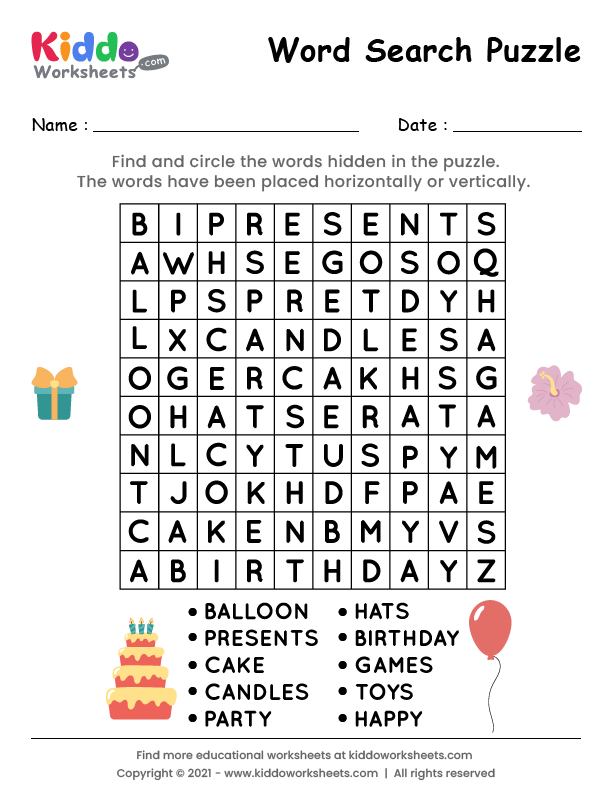 Kiddo
Worksheets.com
Word Search Puzzle
Name :
Date :
Find and circle the words hidden in the puzzle.
The words have been placed horizontally or vertically.
B I P R E S E N T S
A W H S E G O S O Q
L P S P R E T D Y H
L X C A N D L E S A
O G E R C A K H S G
O H A T S E R A T A
N L C Y T U S P Y M
T J O K H D F P A E
C A K E N B M Y V S
A B I R T H D A Y Z
• BALLOON
• PRESENTS
• CAKE
• CANDLES
• PARTY
• HATS
• BIRTHDAY
• GAMES
• TOYS
• HAPPY
Find more educational worksheets at kiddoworksheets.com
Copyright © 2021 - www.kiddoworksheets.com | All rights reserved